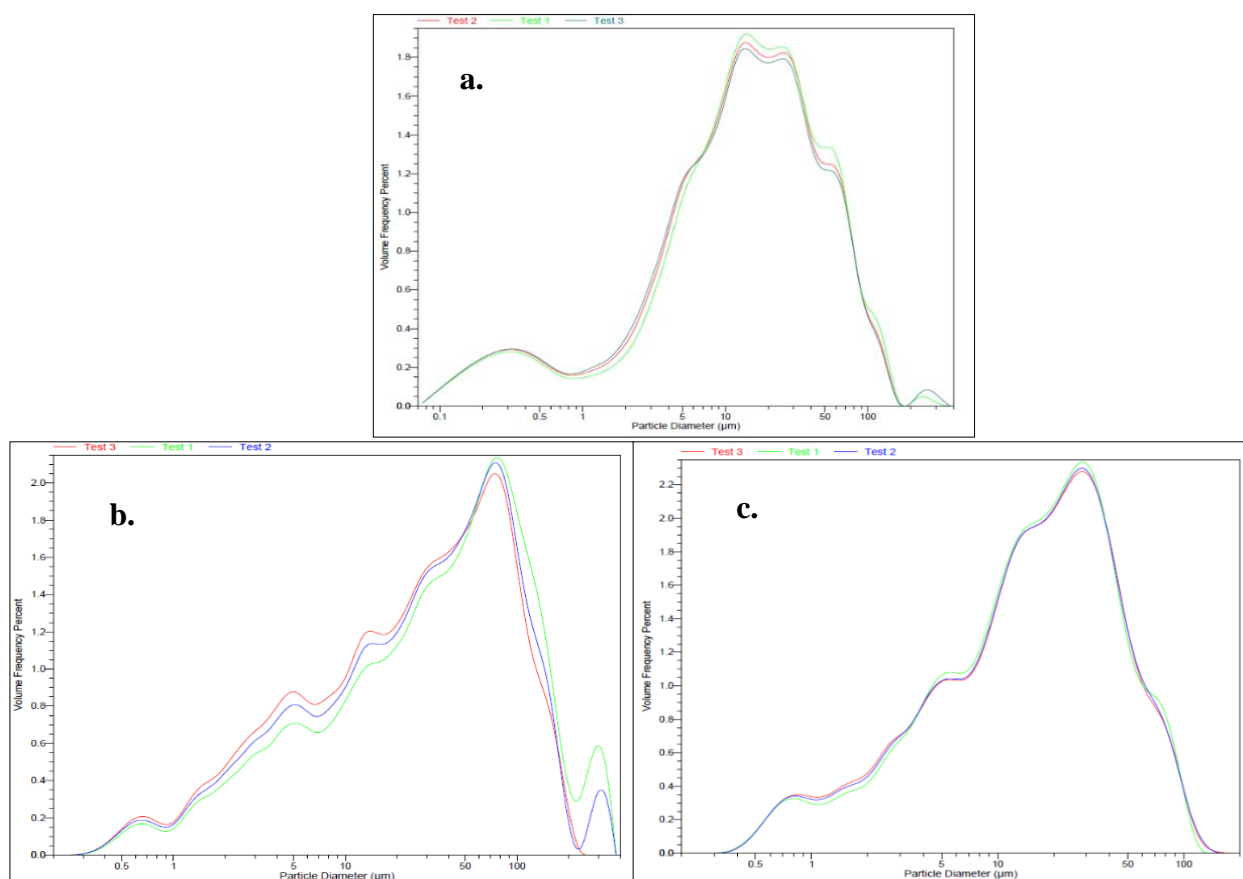 Test 2 Test 1 Test 3
a.
Volume Frequency Percent
1.8
1.6
1.4
1.2
1.0
0.8
0.6
0.4
0.2
0.0
0.1 0.5 1 5 10 50 100
Particle Diameter (µm)
Test 3 Test 1 Test 2
b.
Volume Frequency Percent
2.0
1.8
1.6
1.4
1.2
1.0
0.8
0.6
0.4
0.2
0.0
0.5 1 5 10 50 100
Particle Diameter (µm)
Test 3 Test 1 Test 2
c.
Volume Frequency Percent
2.2
2.0
1.8
1.6
1.4
1.2
1.0
0.8
0.6
0.4
0.2
0.0
0.5 1 5 10 50 100
Particle Diameter (µm)